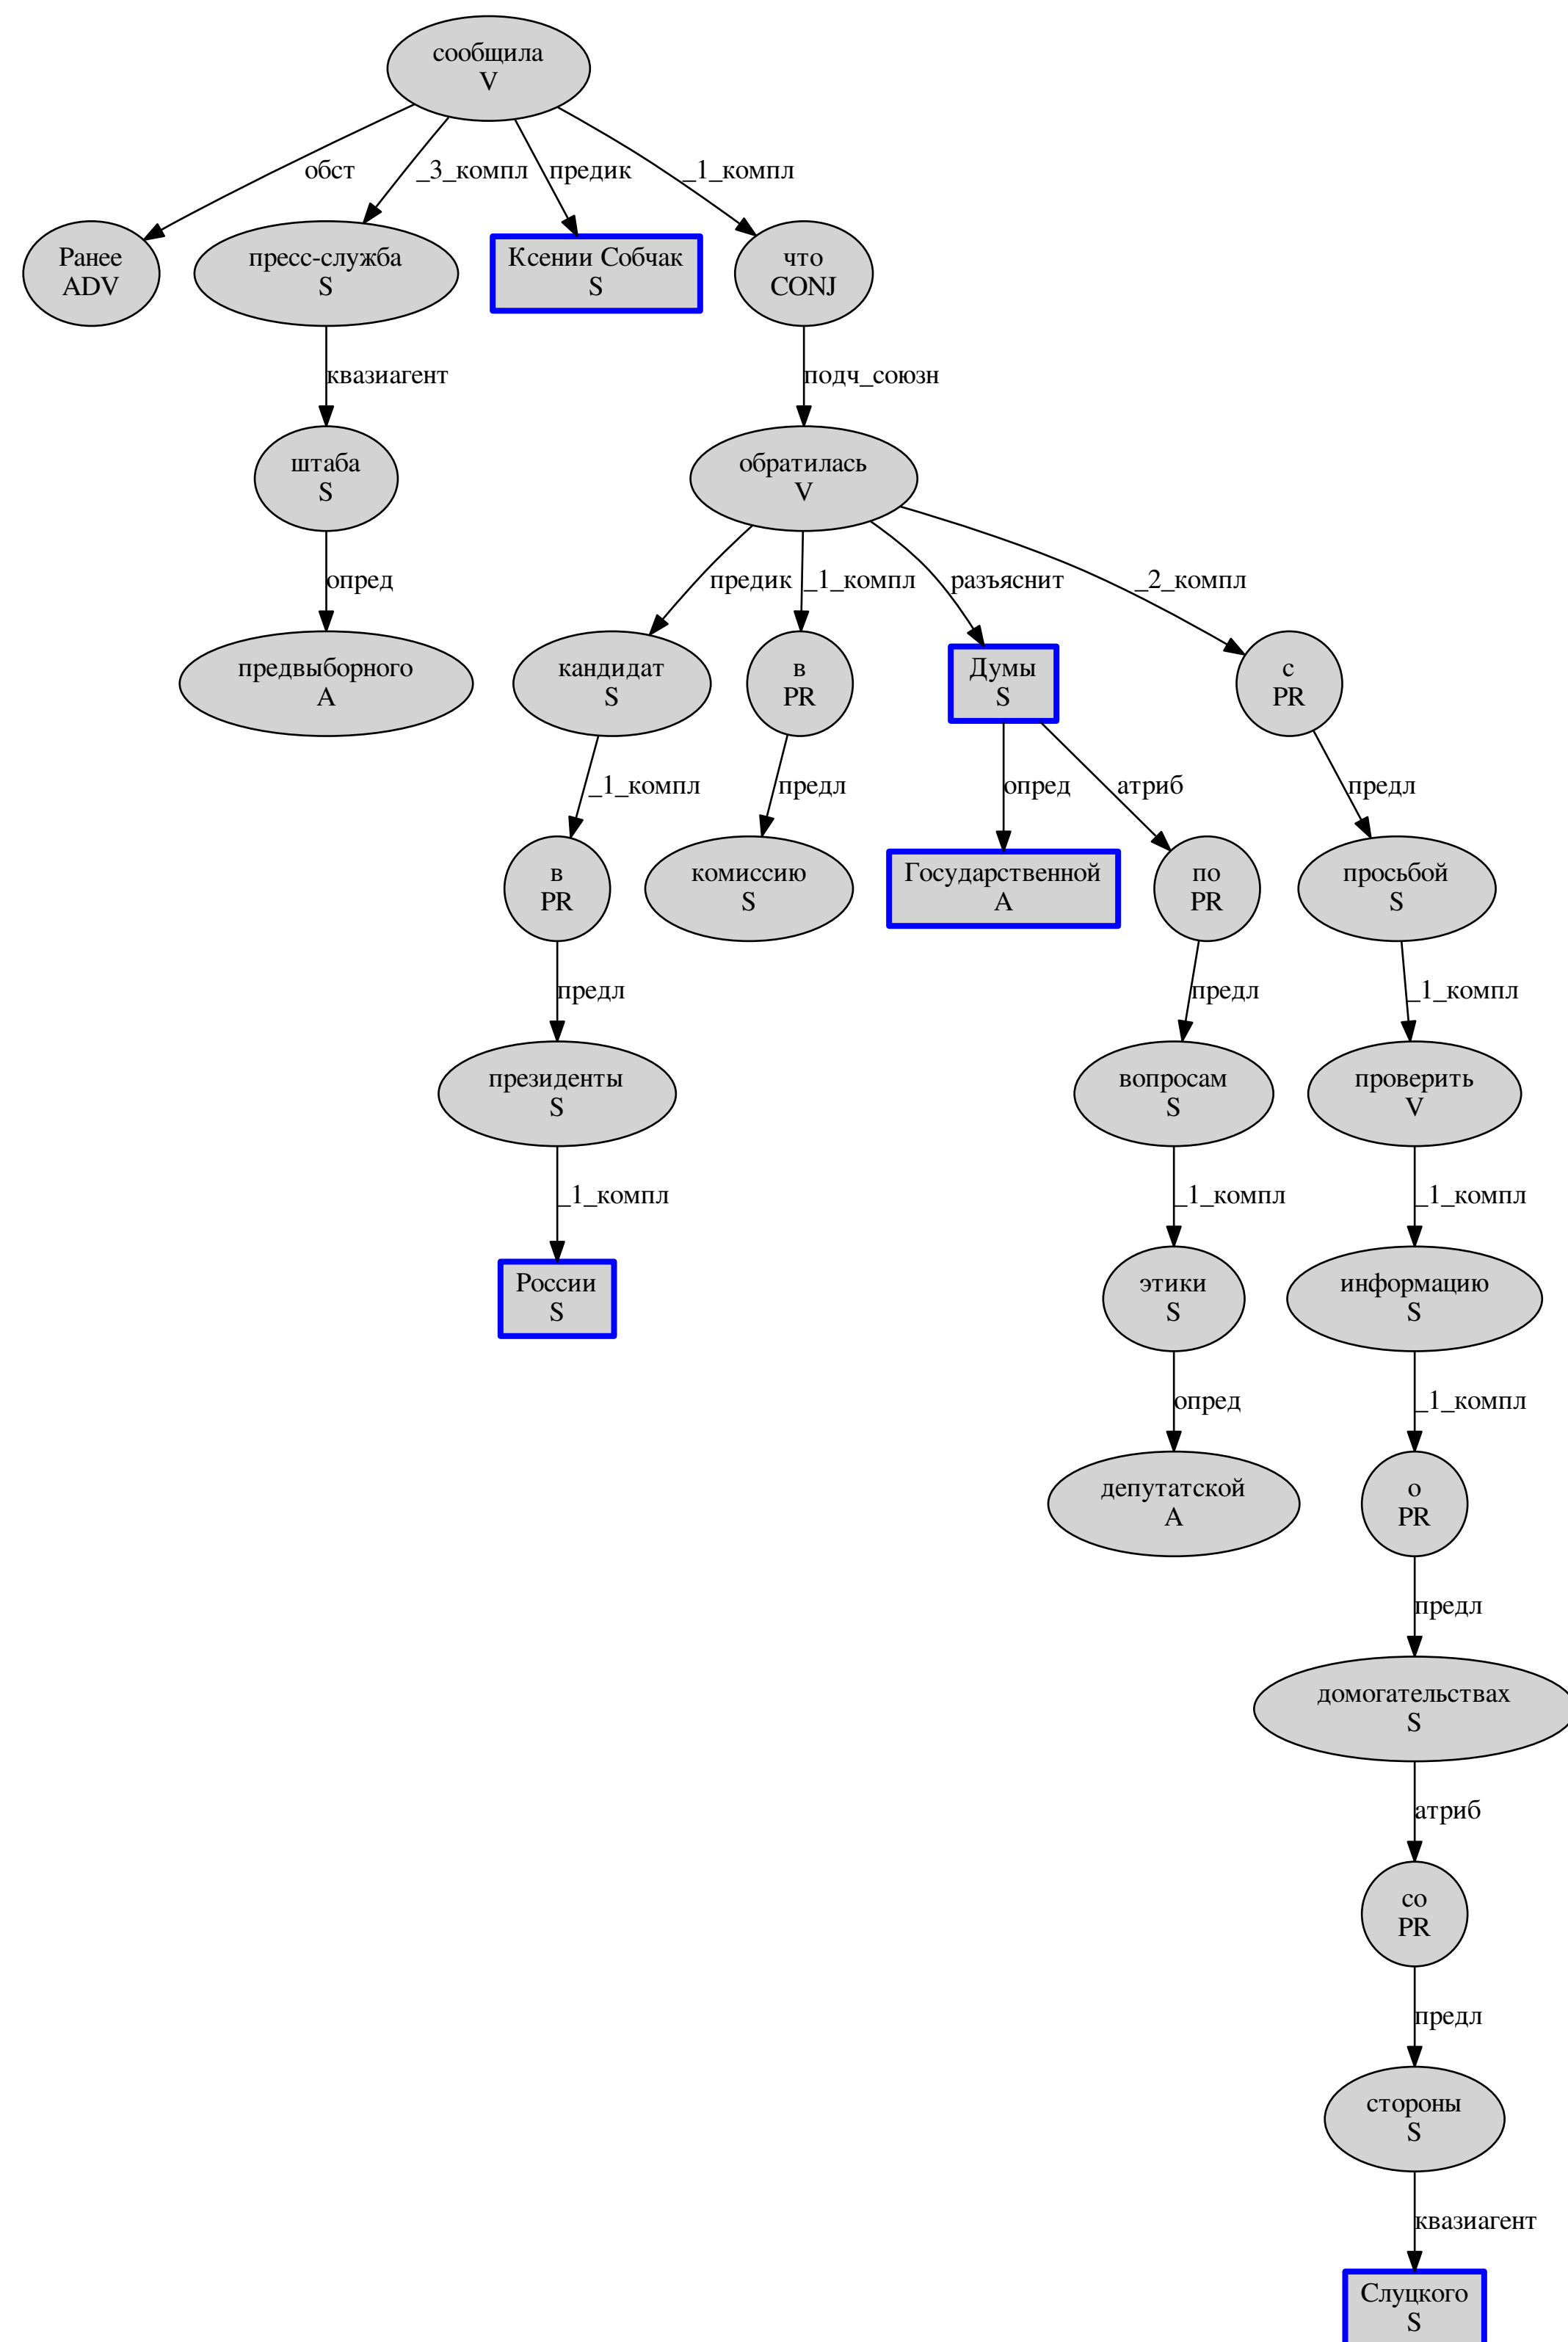 сообщила
V
обст
_3_компл
предик
_1_компл
Ранее
ADV
пресс-служба
S
Ксении Собчак
S
что
CONJ
квазиагент
подч_союзн
штаба
S
обратилась
V
опред
предик
_1_компл
разъяснит
_2_компл
предвыборного
A
кандидат
S
в
PR
Думы
S
с
PR
_1_компл
предл
опред
атриб
предл
в
PR
комиссию
S
Государственной
A
по
PR
просьбой
S
предл
предл
_1_компл
президенты
S
вопросам
S
проверить
V
_1_компл
_1_компл
_1_компл
России
S
этики
S
информацию
S
опред
_1_компл
депутатской
A
о
PR
предл
домогательствах
S
атриб
со
PR
предл
стороны
S
квазиагент
Слуцкого
S